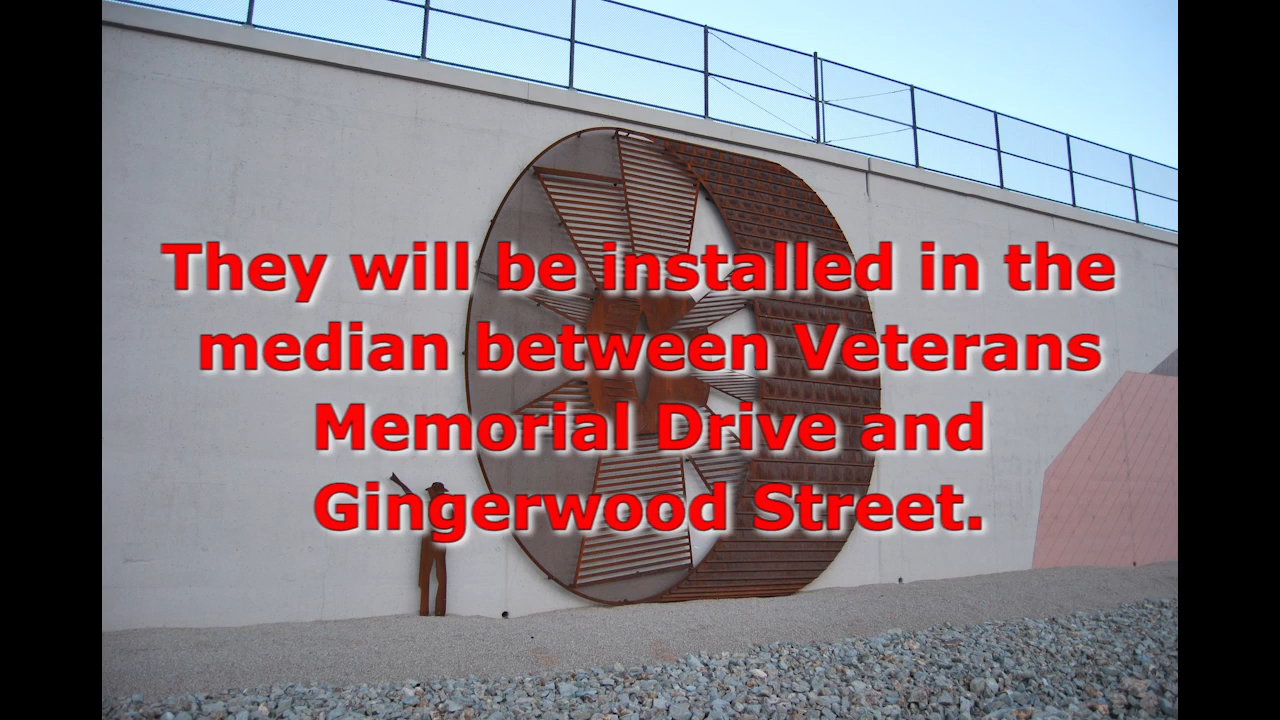 They will be installed in the
median between Veterans
Memorial Drive and
Gingerwood Street.